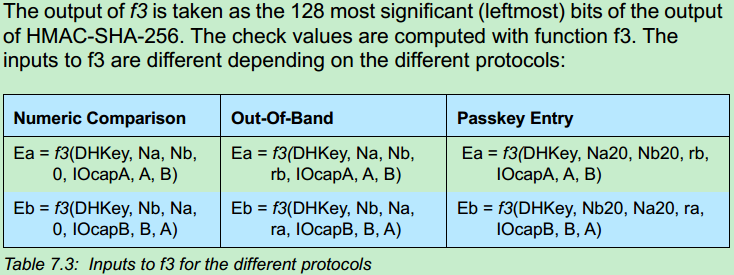 The output of f3 is taken as the 128 most significant (leftmost) bits of the output
of HMAC-SHA-256. The check values are computed with function f3. The
inputs to f3 are different depending on the different protocols:
Numeric Comparison Out-Of-Band Passkey Entry
Ea = f3(DHKey, Na, Nb, Ea = f3(DHKey, Na, Nb, Ea = f3(DHKey, Na20, Nb20, rb,
0, IOcapA, A, B) rb, IOcapA, A, B) IOcapA, A, B)
Eb = f3(DHKey, Nb, Na, Eb = f3(DHKey, Nb, Na, Eb = f3(DHKey, Nb20, Na20, ra,
0, IOcapB, B, A) ra, IOcapB, B, A) IOcapB, B, A)
Table 7.3: Inputs to f3 for the different protocols